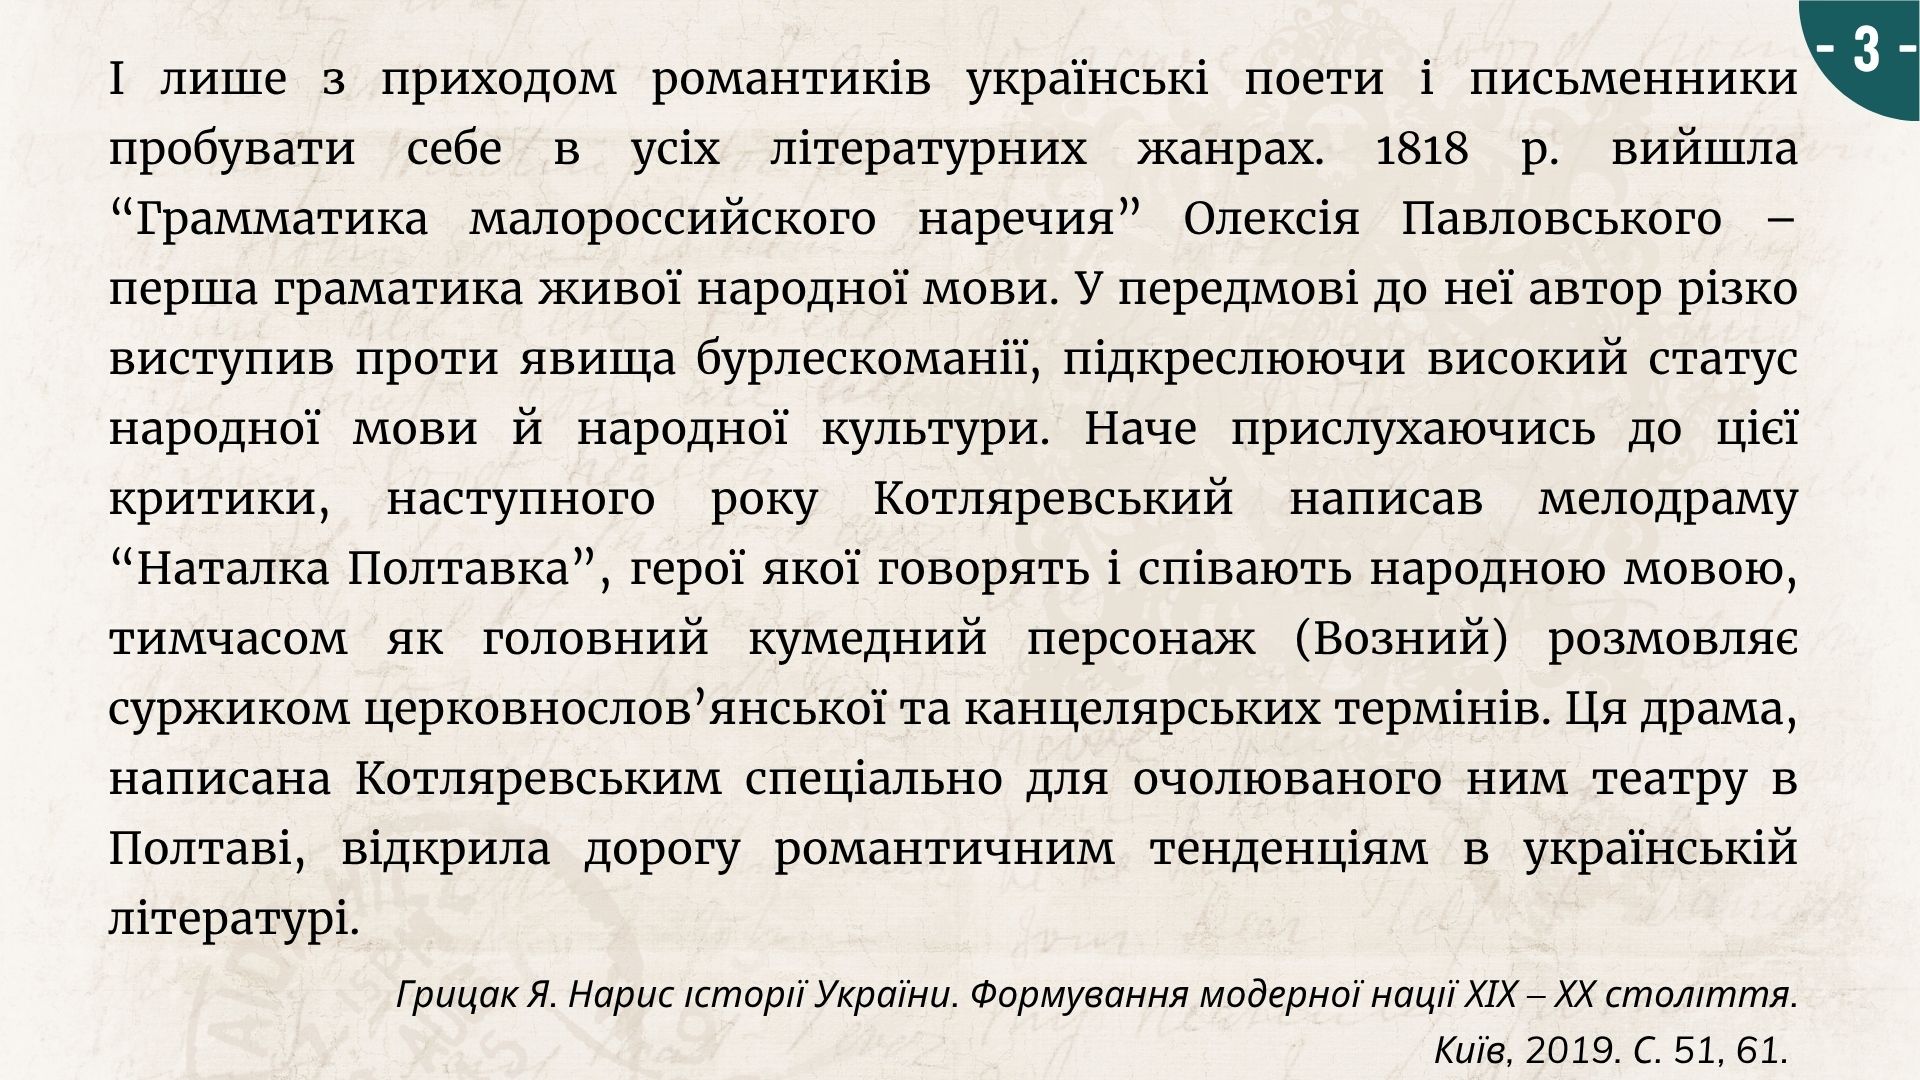 - 3 -
І лише з приходом романтиків українські поети і письменники
пробувати себе в усіх літературних жанрах. 1818 р. вийшла
“Грамматика малороссийского наречия” Олексія Павловського –
перша граматика живої народної мови. У передмові до неї автор різко
виступив проти явища бурлескоманії, підкреслюючи високий статус
народної мови й народної культури. Наче прислухаючись до цієї
критики, наступного року Котляревський написав мелодраму
“Наталка Полтавка”, герої якої говорять і співають народною мовою,
тимчасом як головний кумедний персонаж (Возний) розмовляє
суржиком церковнослов’янської та канцелярських термінів. Ця драма,
написана Котляревським спеціально для очолюваного ним театру в
Полтаві, відкрила дорогу романтичним тенденціям в українській
літературі.
Грицак Я. Нарис історії України. Формування модерної нації XIX – XX століття.
Київ, 2019. С. 51, 61.